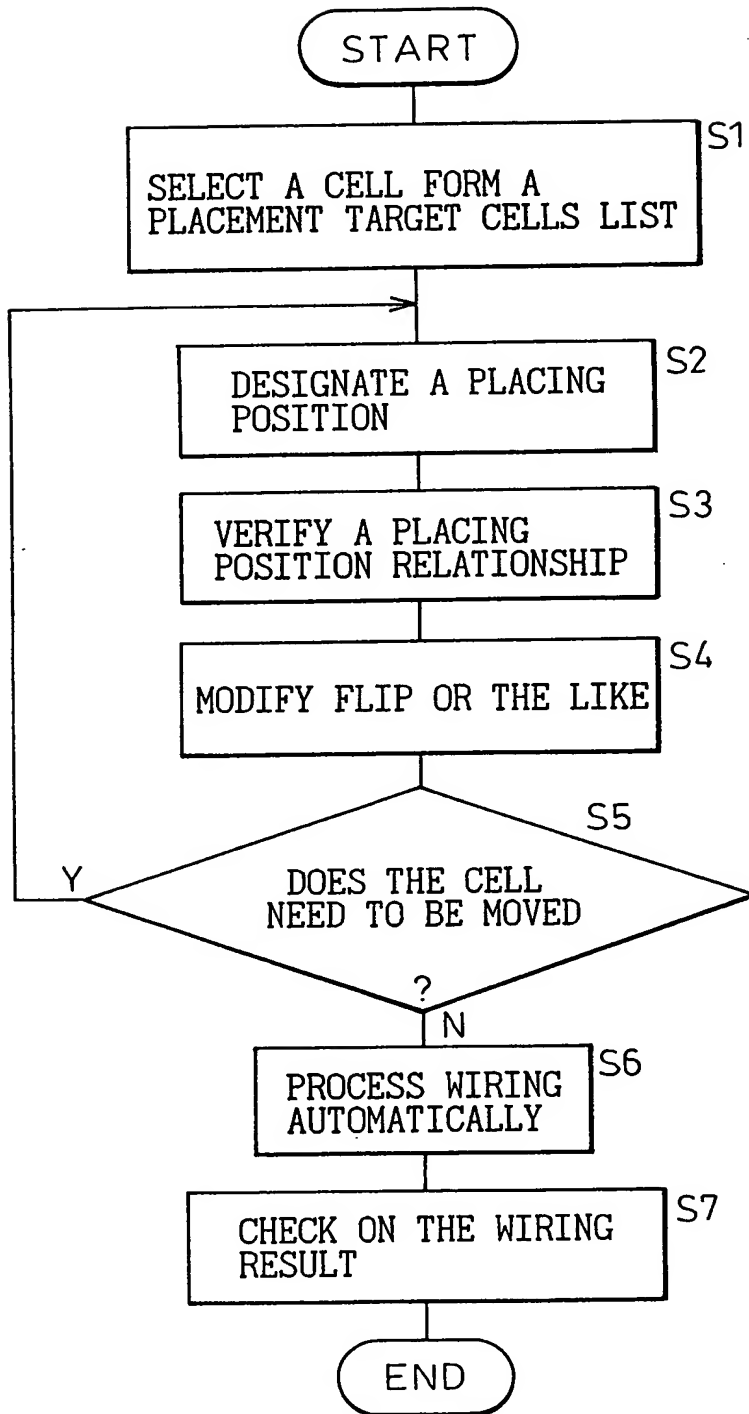 START
S1
SELECT A CELL FORM A
PLACEMENT TARGET CELLS LIST
S2
DESIGNATE A PLACING
POSITION
S3
VERIFY A PLACING
POSITION RELATIONSHIP
S4
MODIFY FLIP OR THE LIKE
S5
Y
DOES THE CELL
NEED TO BE MOVED
?
N
S6
PROCESS WIRING
AUTOMATICALLY
S7
CHECK ON THE WIRING
RESULT
END